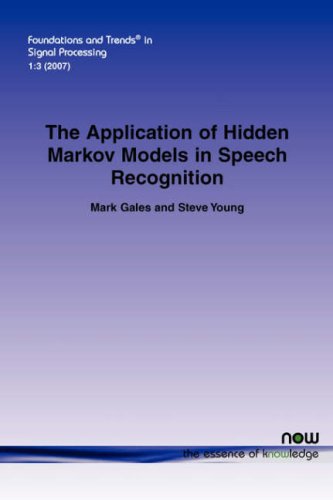 Foundations and Trends® in
Signal Processing
1:3 (2007)
The Application of Hidden
Markov Models in Speech
Recognition
Mark Gales and Steve Young
now
the essence of knowledge